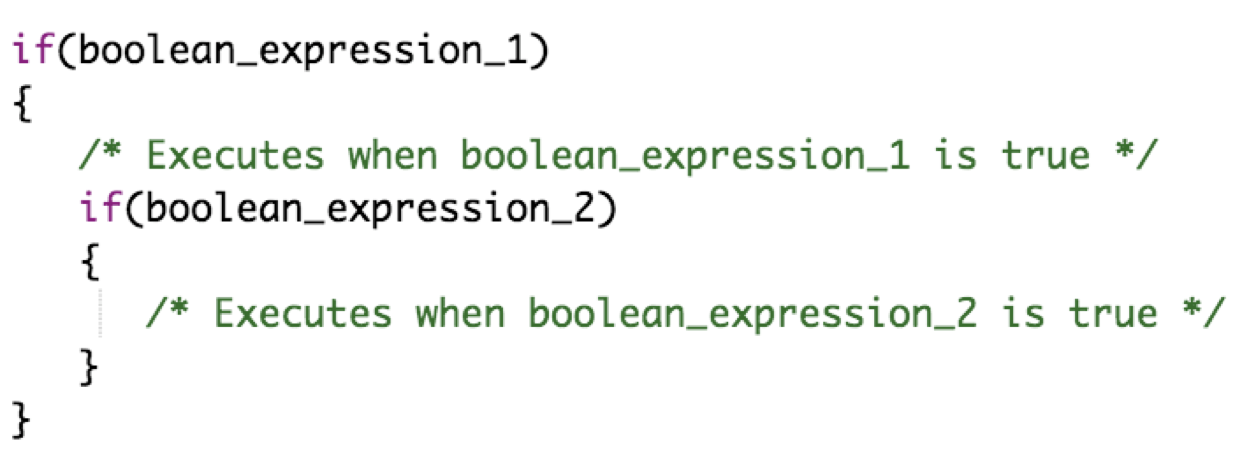 if(boolean_expression_1)
{
   /* Executes when boolean_expression_1 is true */
   if(boolean_expression_2)
   {
      /* Executes when boolean_expression_2 is true */
   }
}